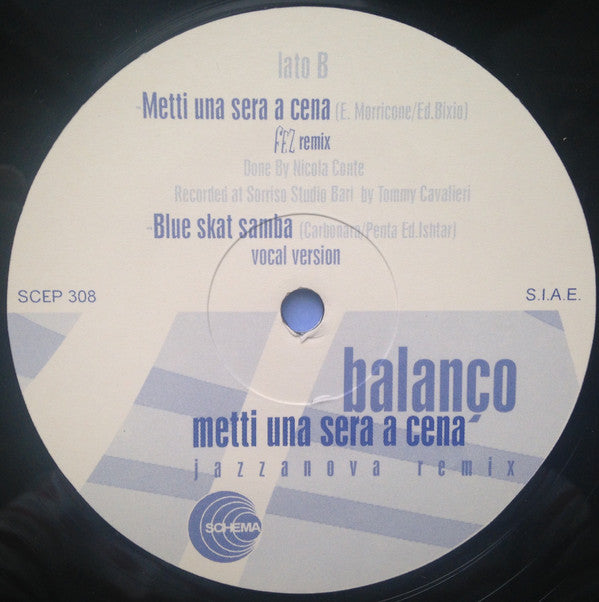 lato B
-Metti una sera a cena (E. Morricone/Ed.Bixio)
FEZ remix
Done By Nicola Conte
Recorded at Sorriso Studio Bari by Tommy Cavalieri
-Blue skat samba (Carbonara/Penta Ed.Ishtar)
vocal version
SCEP 308
S.I.A.E.
balanço
metti una sera a cena
jazzanova remix
SCHEMA